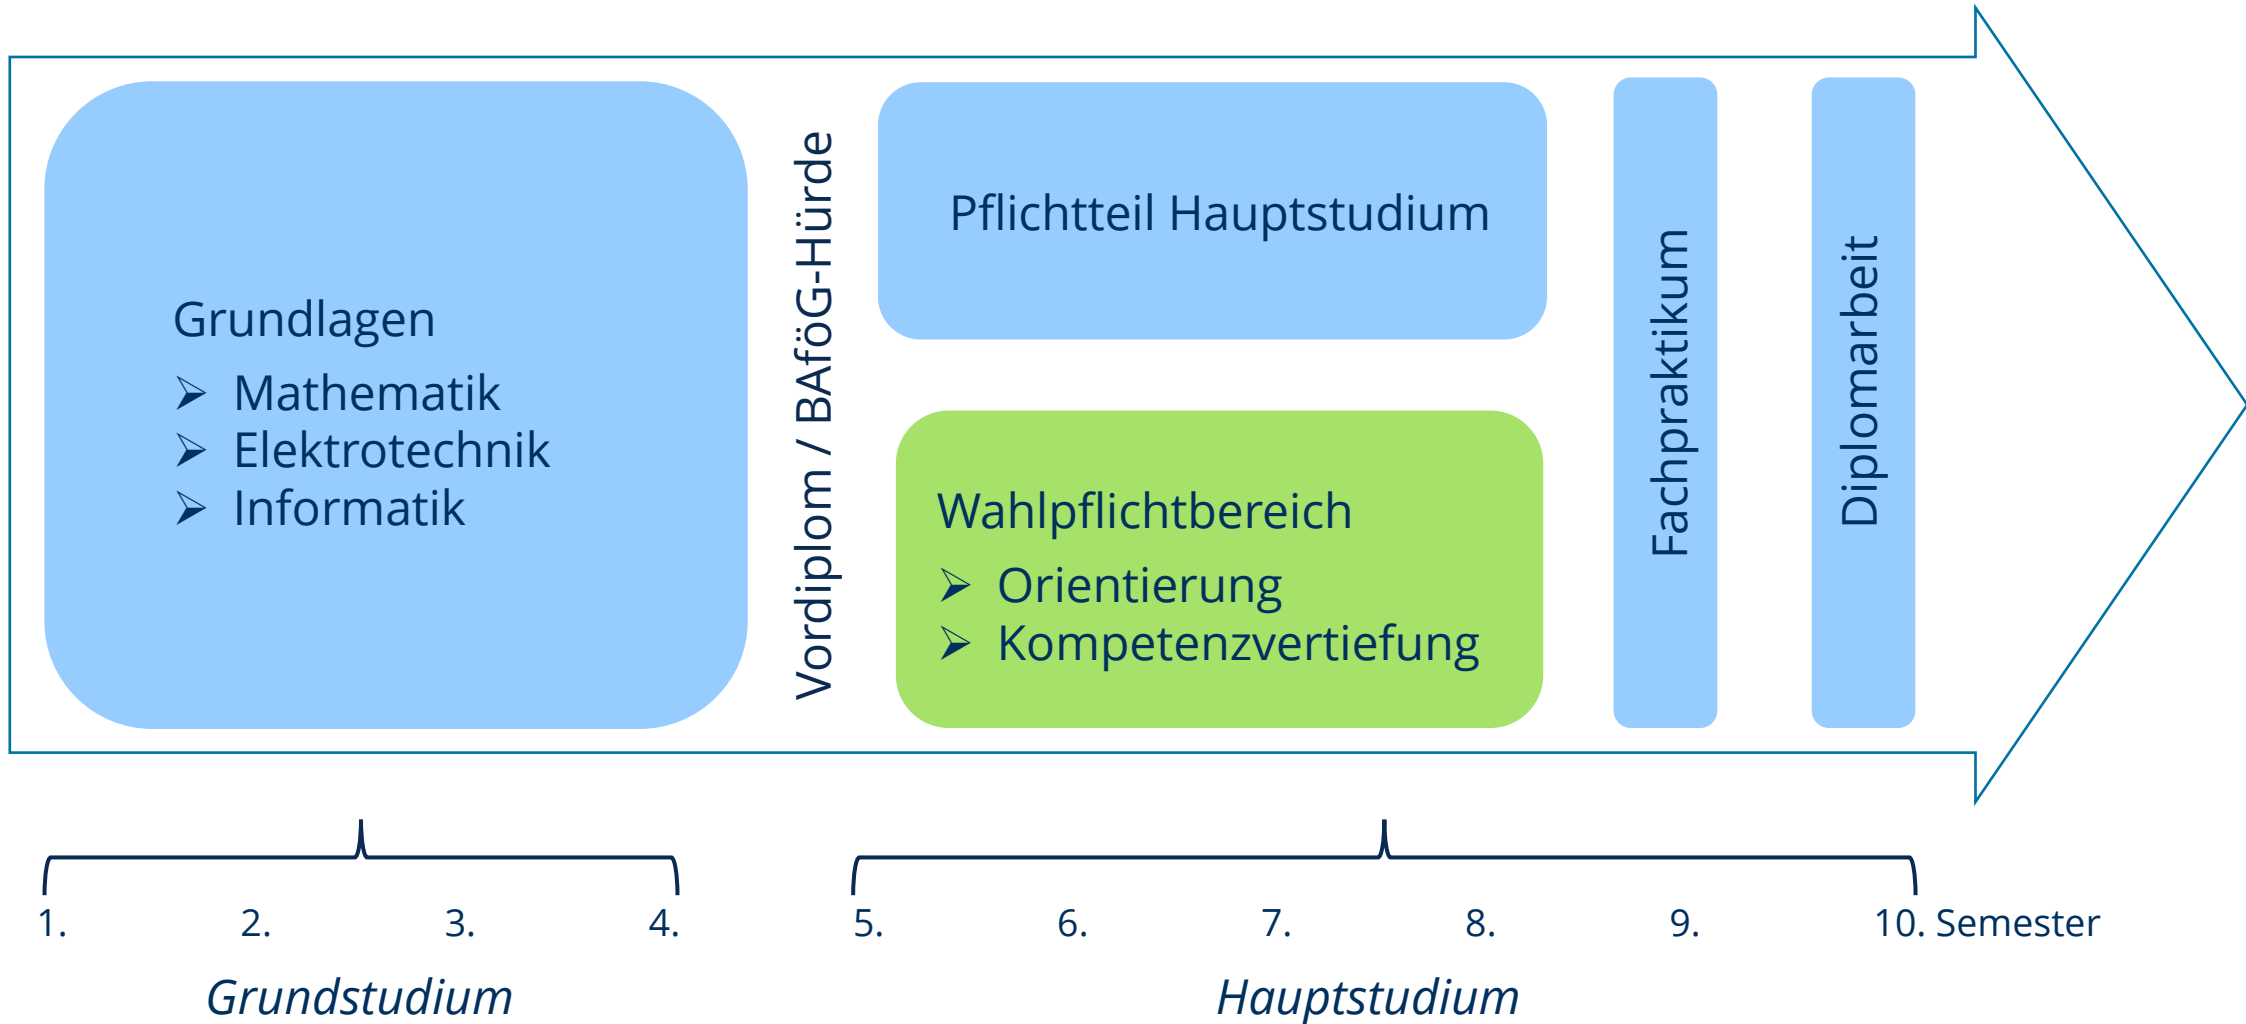 Grundlagen
➢ Mathematik
➢ Elektrotechnik
➢ Informatik
Vordiplom / BAföG-Hürde
Pflichtteil Hauptstudium
Wahlpflichtbereich
➢ Orientierung
➢ Kompetenzvertiefung
Fachpraktikum
Diplomarbeit
1. 2. 3. 4. 5. 6. 7. 8. 9. 10. Semester
Grundstudium Hauptstudium